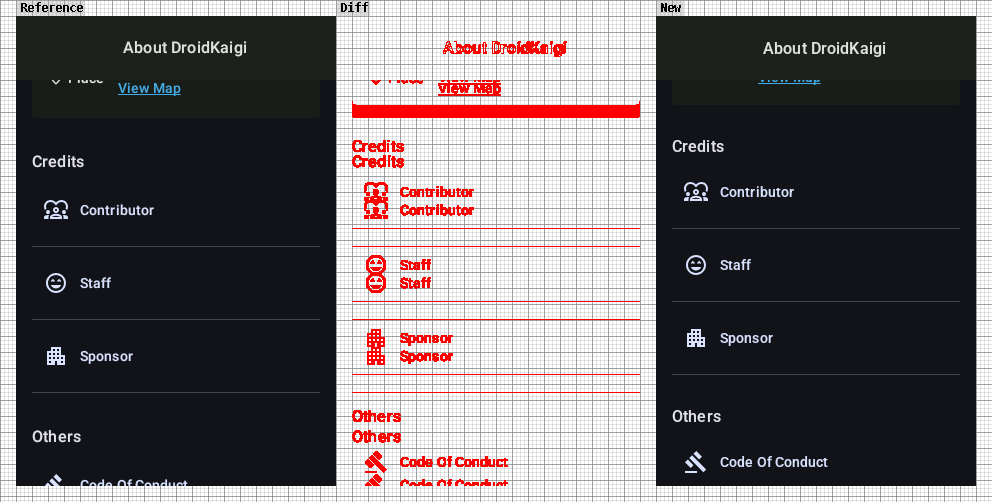 Reference
Diff
New
About DroidKaigi
About DroidKaigi
About DroidKaigi
Place
View Map
Place
View Map
View Map
View Map
Credits
Contributor
Staff
Sponsor
Others
Code Of Conduct
Credits
Credits
Contributor
Contributor
Staff
Staff
Sponsor
Sponsor
Others
Others
Code Of Conduct
Code Of Conduct
Credits
Contributor
Staff
Sponsor
Others
Code Of Conduct